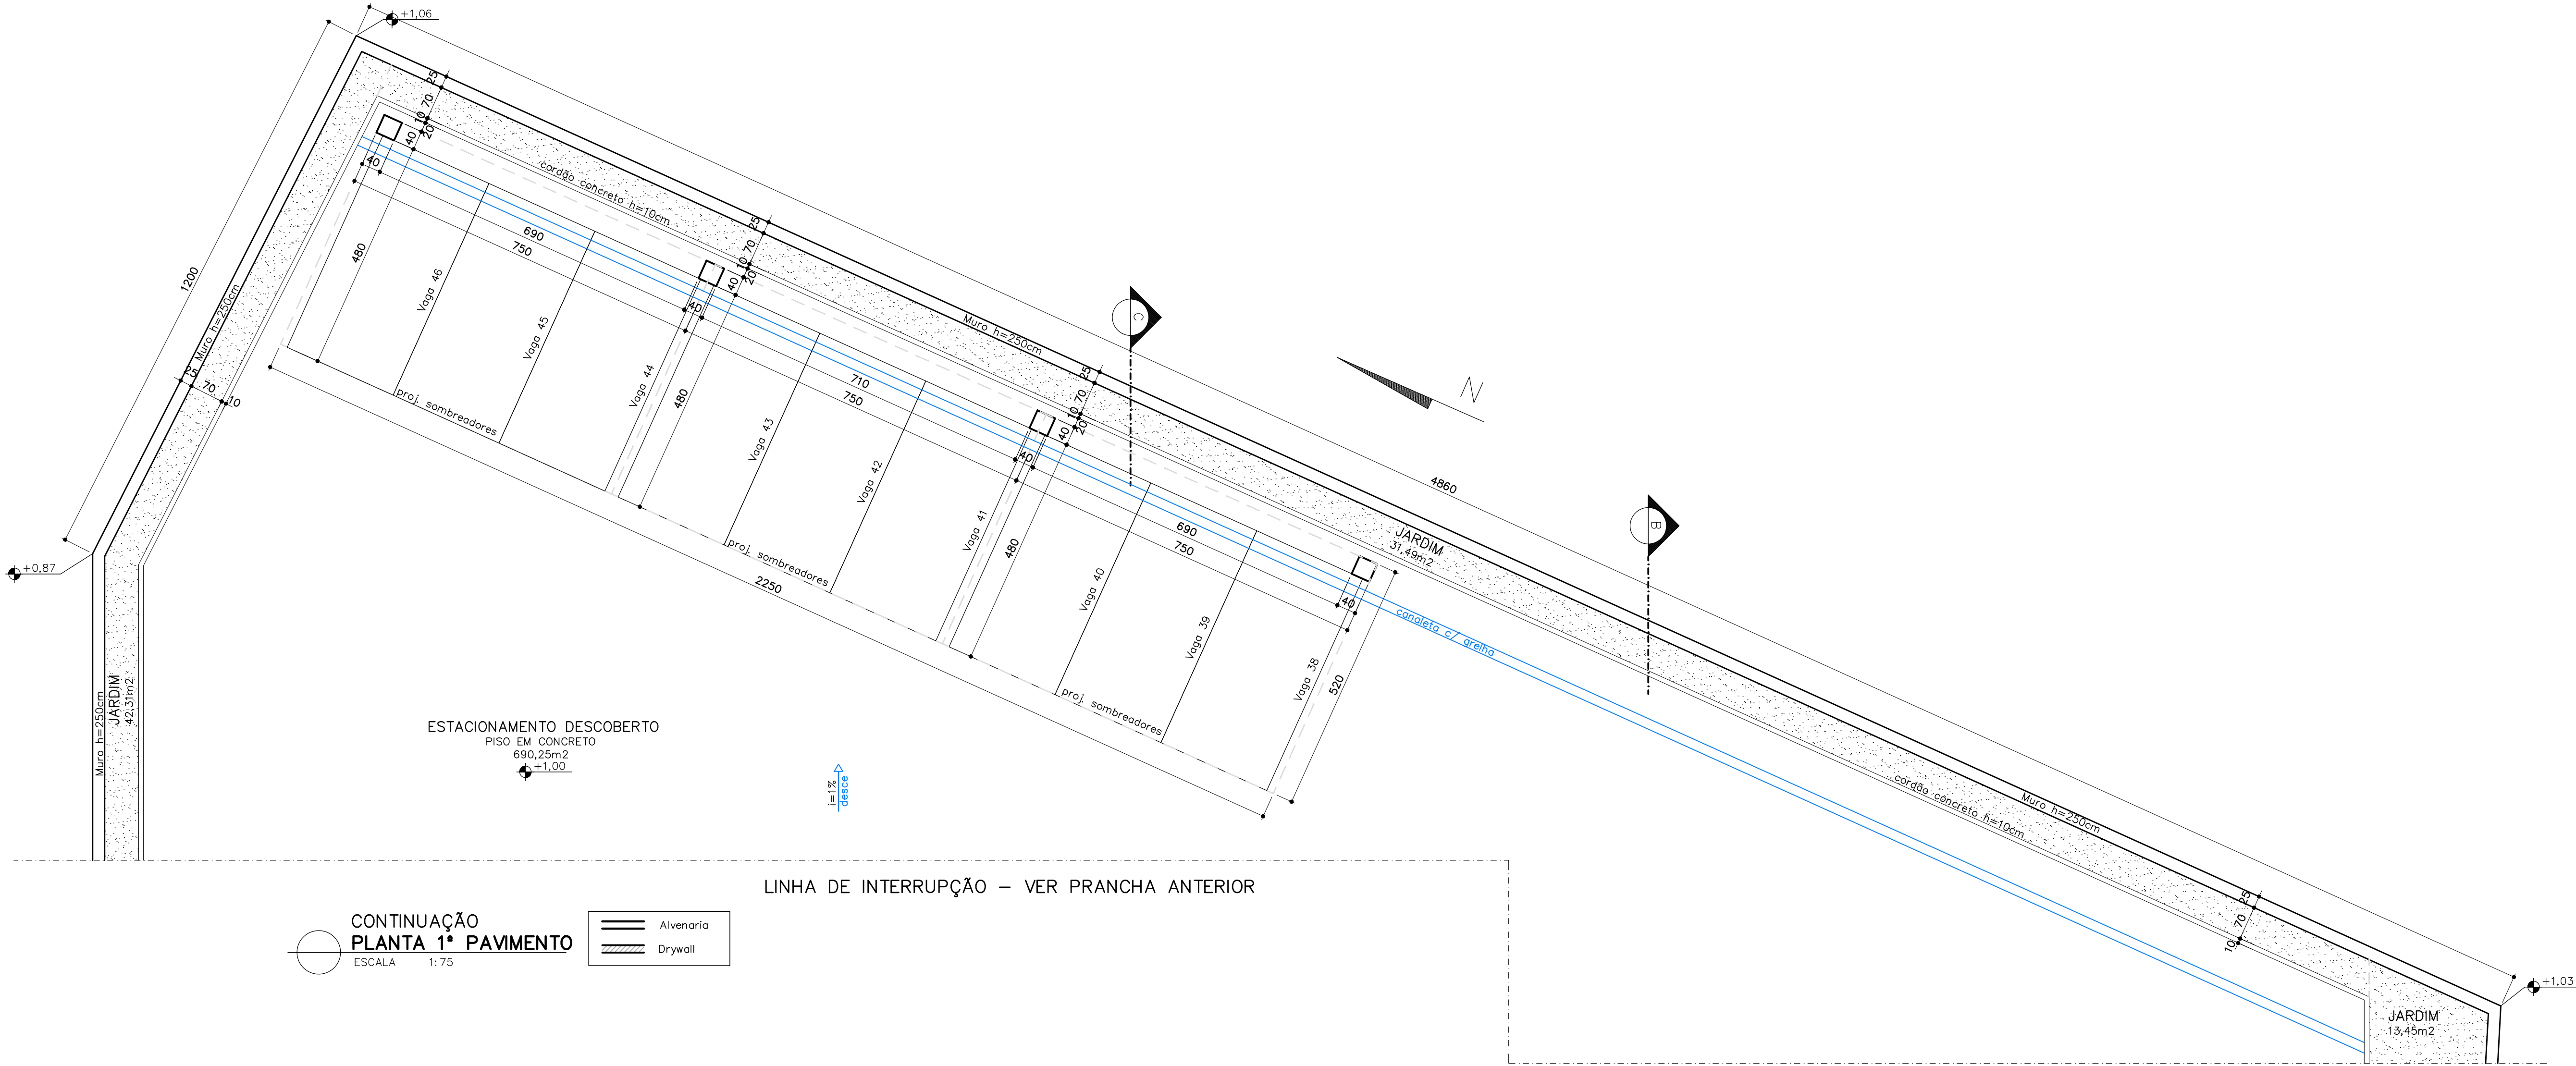 +1,06
25
70
10
20
40
40
cordão concreto h=10cm
690
750
480
1200
Muro h=250cm
Vaga 46
Vaga 45
Vaga 44
25
70
10
proj. sombreadores
25
70
10
20
40
40
Muro h=250cm
710
750
480
Vaga 43
Vaga 42
Vaga 41
proj. sombreadores
C
N
25
70
10
20
40
40
4860
690
750
480
Vaga 40
Vaga 39
Vaga 38
40
520
proj. sombreadores
2250
B
JARDIM
31,49m2
canaleta c/ grelha
+0,87
Muro h=250cm
JARDIM
42,31m2
ESTACIONAMENTO DESCOBERTO
PISO EM CONCRETO
690,25m2
+1,00
i=1%
desce
cordão concreto h=10cm
Muro h=250cm
25
70
10
+1,03
JARDIM
13,45m2
LINHA DE INTERRUPÇÃO – VER PRANCHA ANTERIOR
CONTINUAÇÃO
PLANTA 1ª PAVIMENTO
ESCALA 1:75
Alvenaria
Drywall